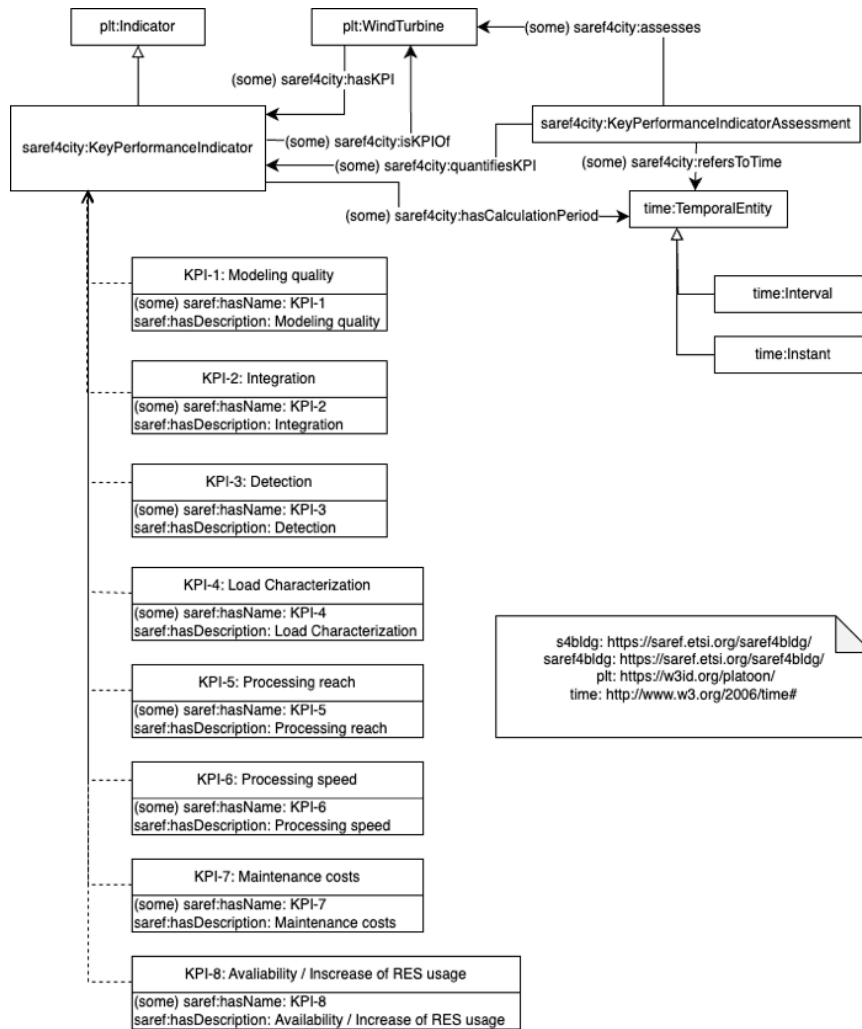 plt:Indicator
plt:WindTurbine
(some) saref4city:assesses
(some) saref4city:hasKPI
saref4city:KeyPerformanceIndicator
(some) saref4city:isKPIOf
saref4city:KeyPerformanceIndicatorAssessment
(some) saref4city:quantifiesKPI
(some) saref4city:refersToTime
(some) saref4city:hasCalculationPeriod
time:TemporalEntity
time:Interval
time:Instant
KPI-1: Modeling quality
(some) saref:hasName: KPI-1
saref:hasDescription: Modeling quality
KPI-2: Integration
(some) saref:hasName: KPI-2
saref:hasDescription: Integration
KPI-3: Detection
(some) saref:hasName: KPI-3
saref:hasDescription: Detection
KPI-4: Load Characterization
(some) saref:hasName: KPI-4
saref:hasDescription: Load Characterization
KPI-5: Processing reach
(some) saref:hasName: KPI-5
saref:hasDescription: Processing reach
KPI-6: Processing speed
(some) saref:hasName: KPI-6
saref:hasDescription: Processing speed
KPI-7: Maintenance costs
(some) saref:hasName: KPI-7
saref:hasDescription: Maintenance costs
KPI-8: Avaliability / Inscrease of RES usage
(some) saref:hasName: KPI-8
saref:hasDescription: Availability / Increase of RES usage
s4bldg: https://saref.etsi.org/saref4bldg/
saref4bldg: https://saref.etsi.org/saref4bldg/
plt: https://w3id.org/platoon/
time: http://www.w3.org/2006/time#